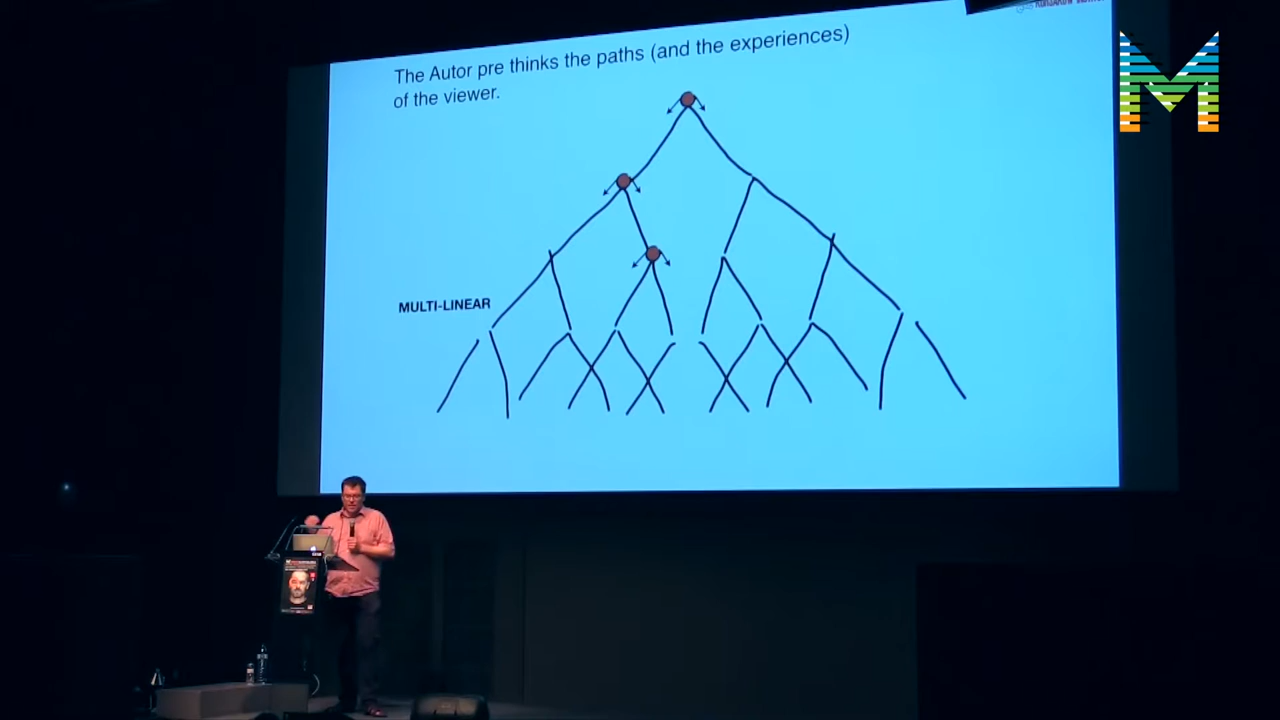 The Autor pre thinks the paths (and the experiences)
of the viewer.
MULTI-LINEAR